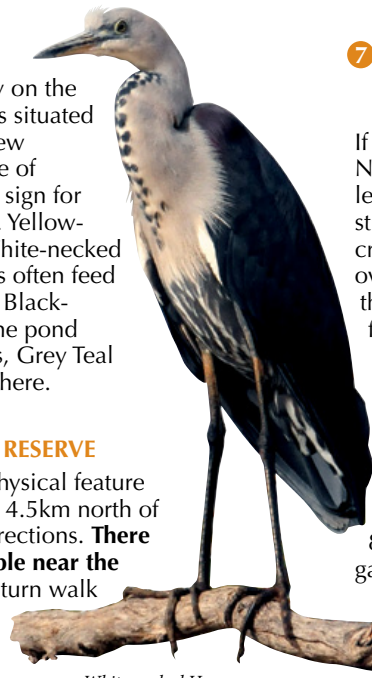 y on the
s situated
ew
e of
sign for
Yellow-
hite-necked
s often feed
Black-
ne pond
s, Grey Teal
here.
RESERVE
hysical feature
4.5km north of
rections. There
ble near the
turn walk
7
If
N
le
st
cr
ov
th
f
g
ga